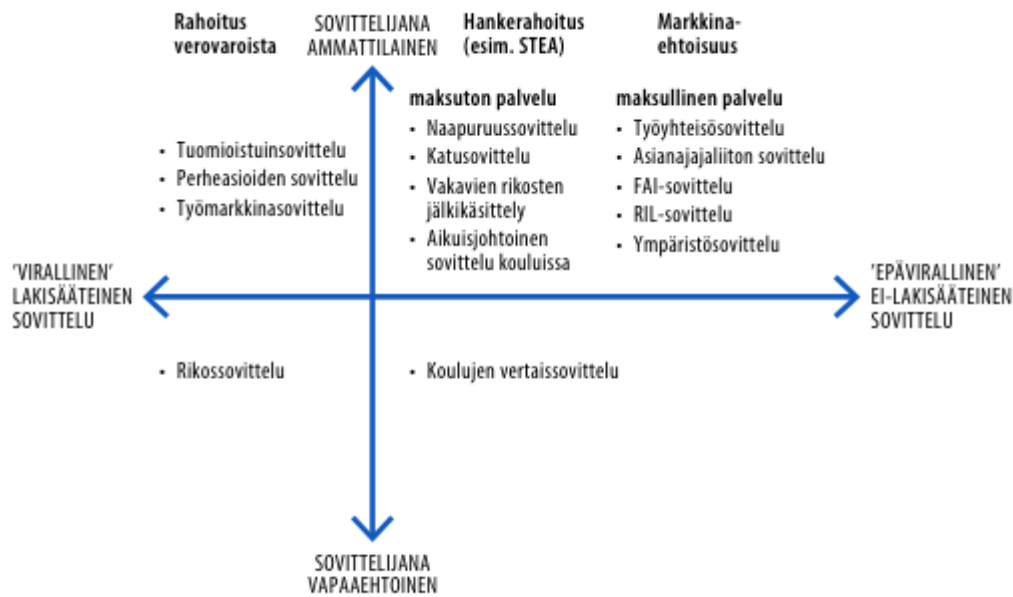 Rahoitus
verovaroista
SOVITTELIJANA
AMMATTILAINEN
Hankerahoitus
(esim. STEA)
Markkina-
ehtoisuus
maksuton palvelu
• Naapuruussovittelu
• Katusovittelu
• Vakavien rikosten
jälkikäsittely
• Aikuisjohtoinen
sovittelu kouluissa
maksullinen palvelu
• Työyhteisösovittelu
• Asianajajaliiton sovittelu
• FAI-sovittelu
• RIL-sovittelu
• Ympäristösovittelu
• Tuomioistuinsovittelu
• Perheasioiden sovittelu
• Työmarkkinasovittelu
'VIRALLINEN'
LAKISÄÄTEINEN
SOVITTELU
'EPÄVIRALLINEN'
EI-LAKISÄÄTEINEN
SOVITTELU
• Rikossovittelu
• Koulujen vertaissovittelu
SOVITTELIJANA
VAPAAEHTOINEN